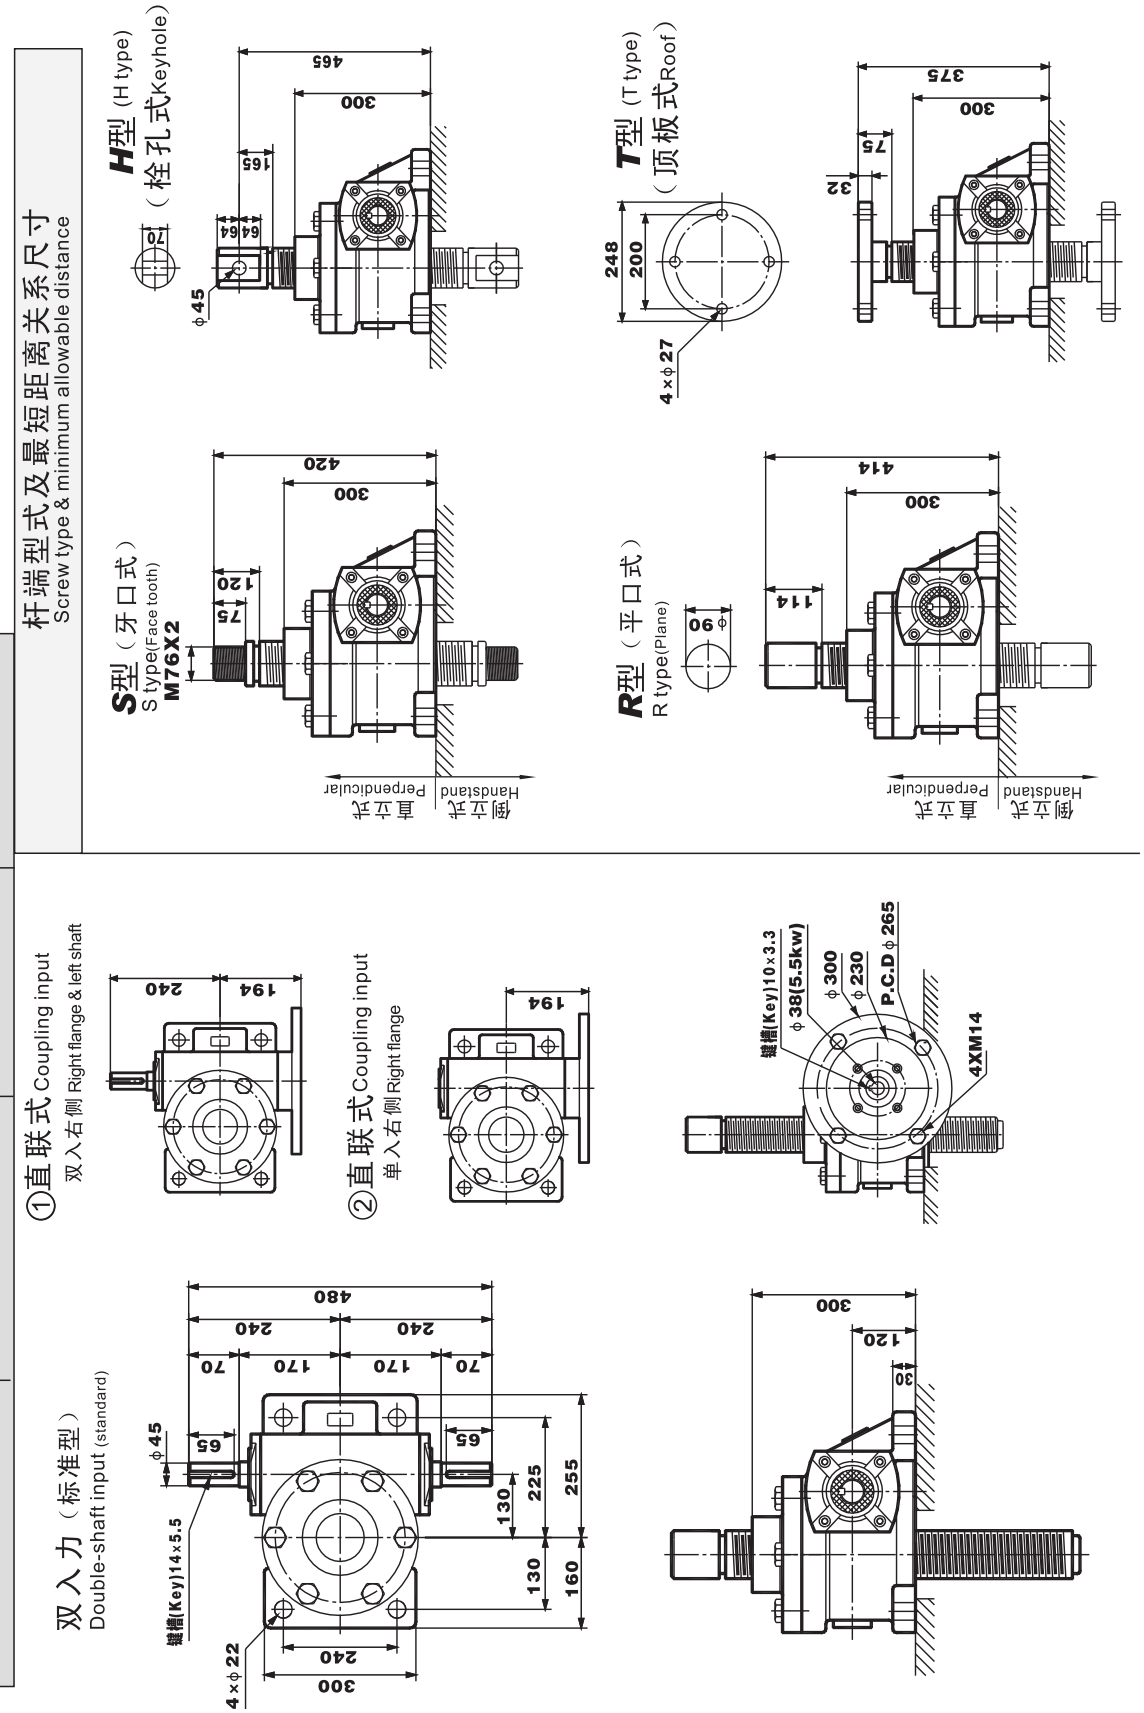 杆端型式及最短距离关系尺寸
Screw type & minimum allowable distance
S型（牙口式）
S type(Face tooth)
M76X2
75
120
300
420
直立式
Perpendicular
倒立式
Handstand
H型 (H type)
（栓孔式Keyhole）
70
ϕ45
64
64
165
300
465
R型（平口式）
R type(Plane)
ϕ90
114
300
414
直立式
Perpendicular
倒立式
Handstand
T型 (T type)
（顶板式Roof）
248
200
4×ϕ27
32
75
300
375
双入力（标准型）
Double-shaft input (standard)
480
240
240
70
170
170
70
ϕ45
65
65
键槽(Key)14×5.5
4×ϕ22
130
225
255
130
160
240
300
①直联式 Coupling input
双入右侧 Right flange & left shaft
240
194
②直联式 Coupling input
单入右侧 Right flange
194
300
120
30
键槽(Key)10×3.3
ϕ38(5.5kw)
ϕ300
ϕ230
P.C.Dϕ265
4XM14